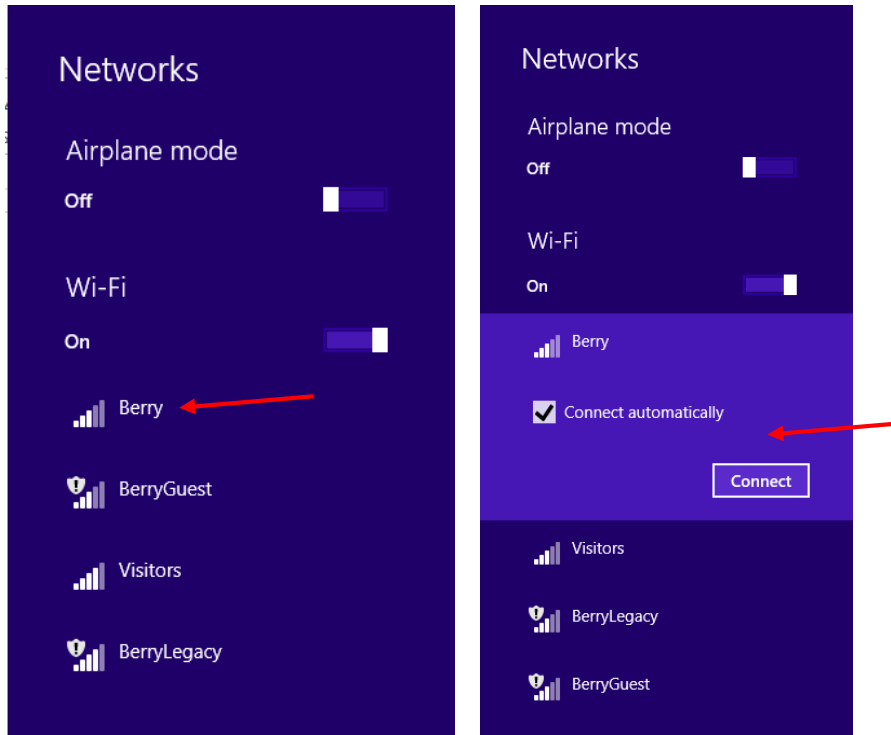 Networks
Airplane mode
Off
Wi-Fi
On
Berry
BerryGuest
Visitors
BerryLegacy
Networks
Airplane mode
Off
Wi-Fi
On
Berry
Connect automatically
Connect
Visitors
BerryLegacy
BerryGuest